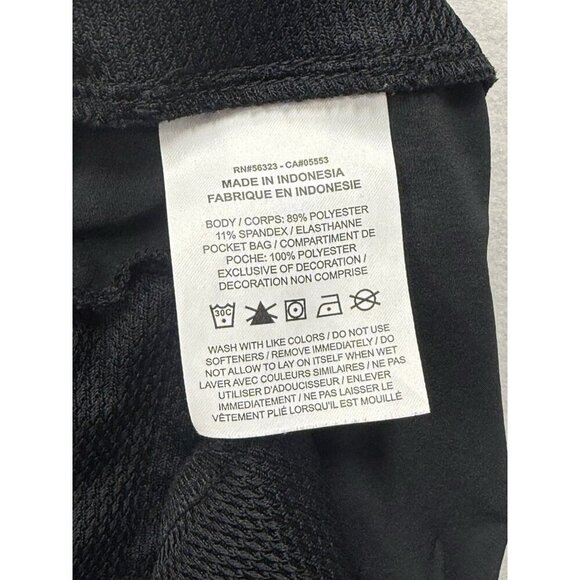 RN#56323 - CA#05553
MADE IN INDONESIA
FABRIQUE EN INDONESIE
BODY / CORPS: 89% POLYESTER
11% SPANDEX / ELASTHANNE
POCKET BAG / COMPARTIMENT DE
POCHE: 100% POLYESTER
EXCLUSIVE OF DECORATION /
DECORATION NON COMPRISE
30C
WASH WITH LIKE COLORS / DO NOT USE
SOFTENERS / REMOVE IMMEDIATELY / DO
NOT ALLOW TO LAY ON ITSELF WHEN WET
LAVER AVEC COULEURS SIMILAIRES / NE PAS
UTILISER D'ADOUCISSEUR / ENLEVER
IMMEDIATEMENT / NE PAS LAISSER LE
VÊTEMENT PLIÉ LORSQU'IL EST MOUILLÉ